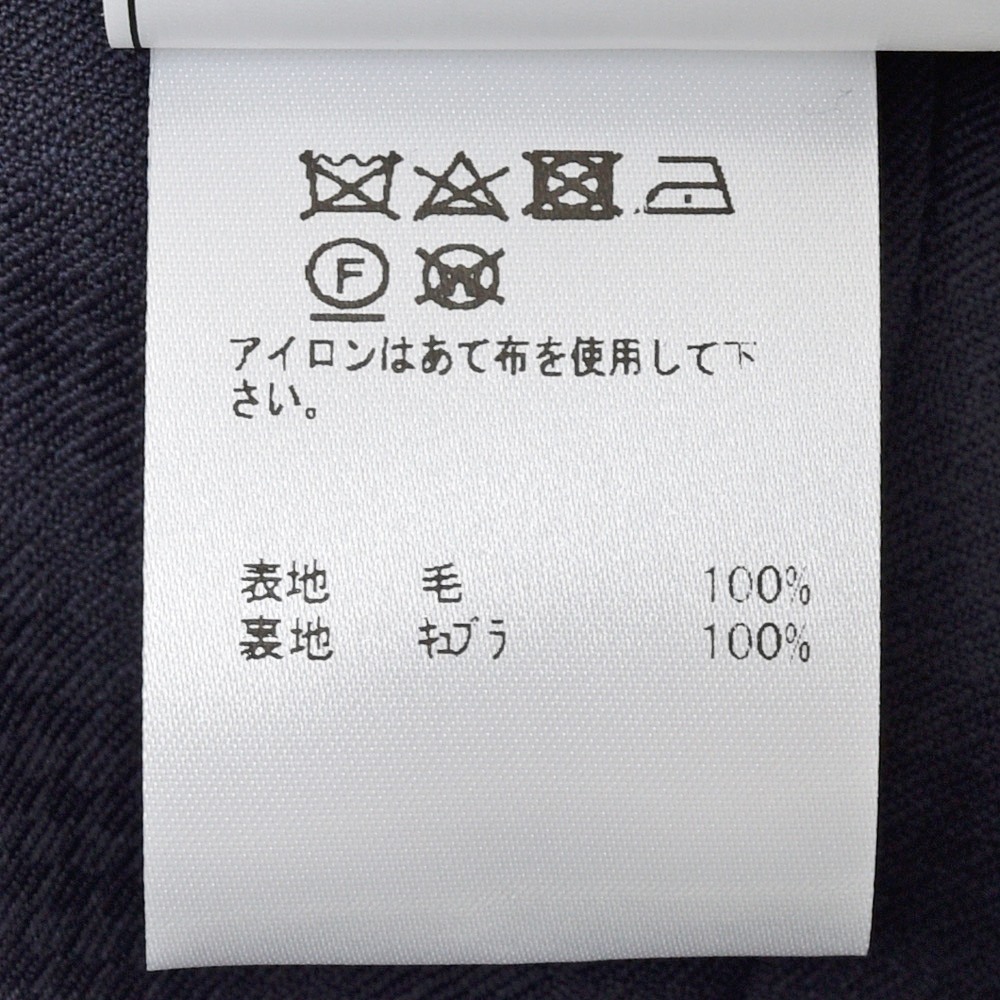 F W
アイロンはあて布を使用して下
さい。
表地 毛 100%
裏地 キュプラ 100%